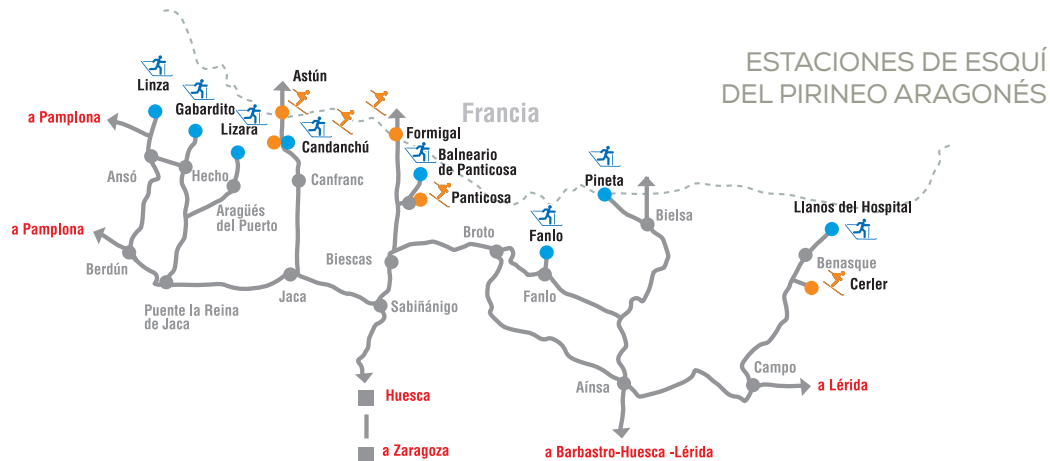 ESTACIONES DE ESQUÍ
DEL PIRINEO ARAGONÉS
Linza
Gabardito
Lizara
Astún
Candanchú
Francia
Formigal
Balneario
de Panticosa
Panticosa
Pineta
Fanlo
Llanos del Hospital
Cerler
a Pamplona
Ansó
Hecho
Aragüés
del Puerto
Canfranc
a Pamplona
Berdún
Puente la Reina
de Jaca
Jaca
Biescas
Sabiñánigo
Broto
Fanlo
Bielsa
Benasque
Campo
Aínsa
a Lérida
Huesca
a Zaragoza
a Barbastro-Huesca -Lérida